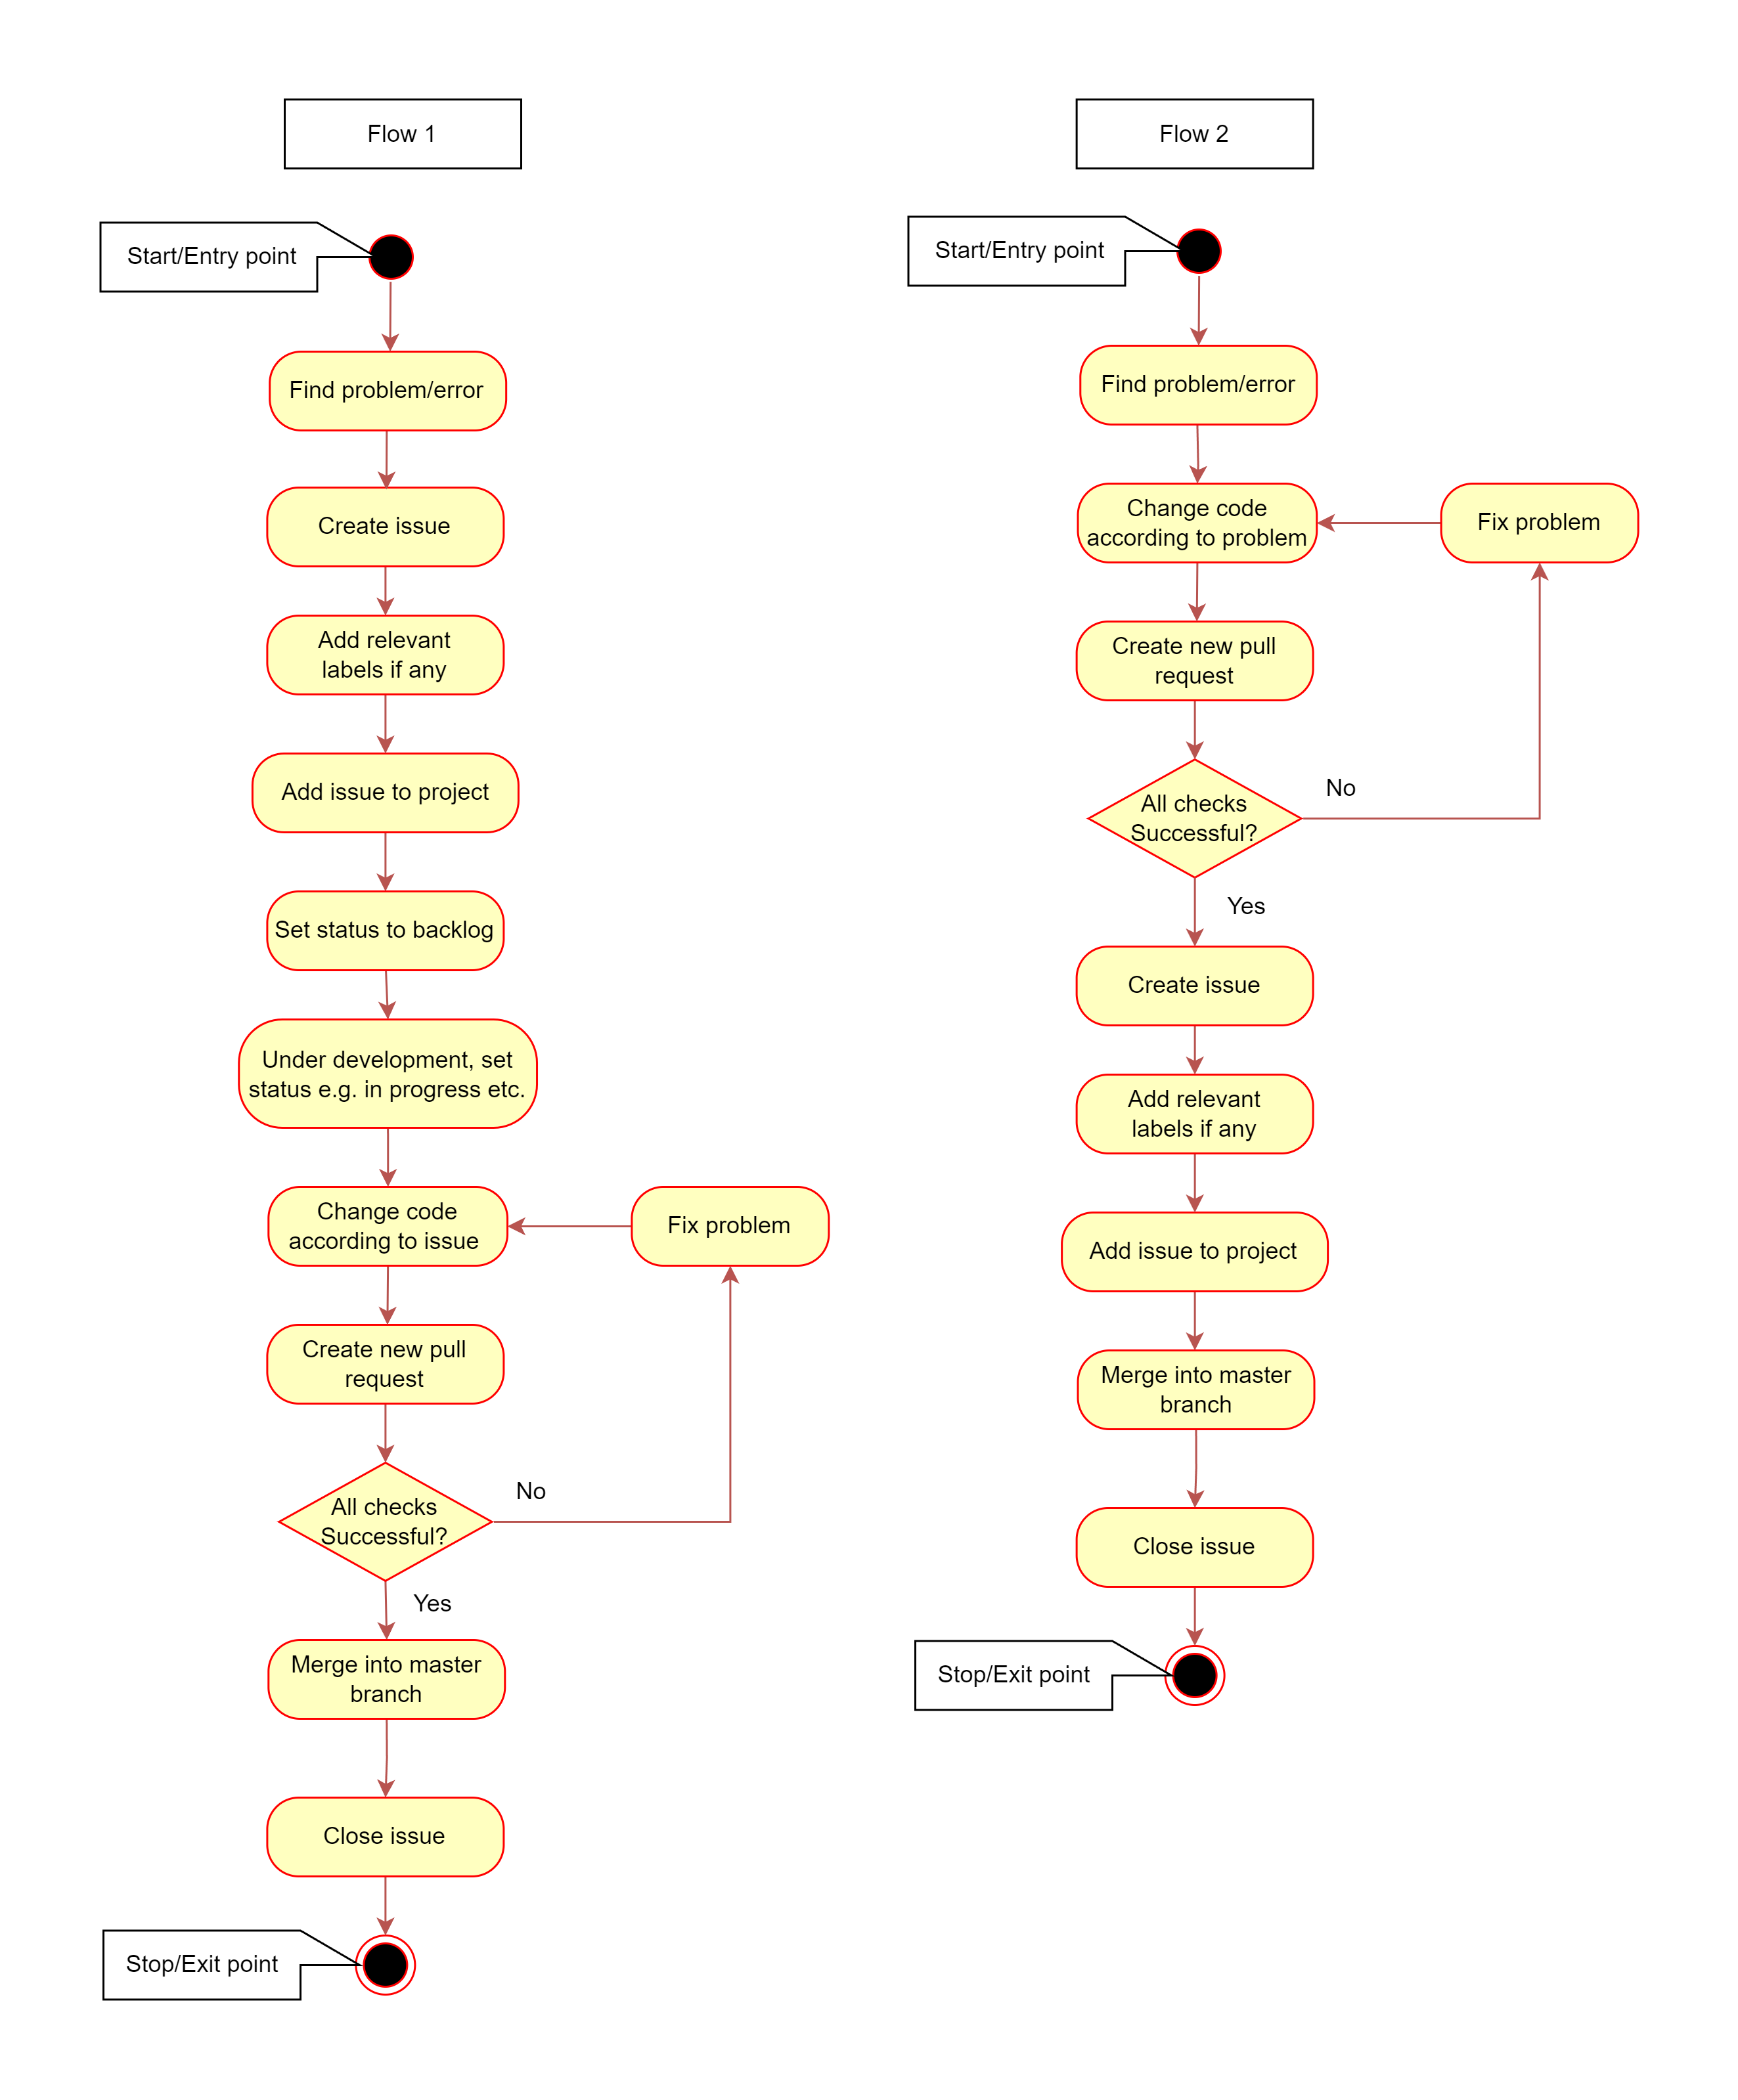 Flow 1
Start/Entry point
Find problem/error
Create issue
Add relevant
labels if any
Add issue to project
Set status to backlog
Under development, set
status e.g. in progress etc.
Change code
according to issue
Fix problem
Create new pull
request
All checks
Successful?
No
Yes
Merge into master
branch
Close issue
Stop/Exit point
Flow 2
Start/Entry point
Find problem/error
Change code
according to problem
Fix problem
Create new pull
request
All checks
Successful?
No
Yes
Create issue
Add relevant
labels if any
Add issue to project
Merge into master
branch
Close issue
Stop/Exit point